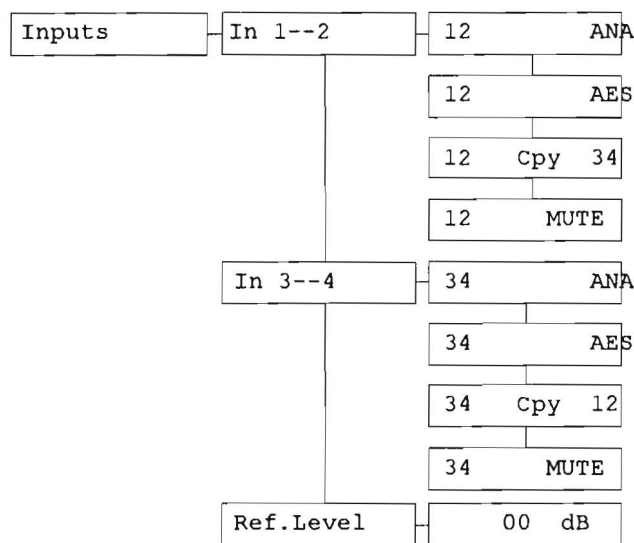 Inputs In 1--2 12 ANA
12 AES
12 Cpy 34
12 MUTE
In 3--4 34 ANA
34 AES
34 Cpy 12
34 MUTE
Ref.Level 00 dB